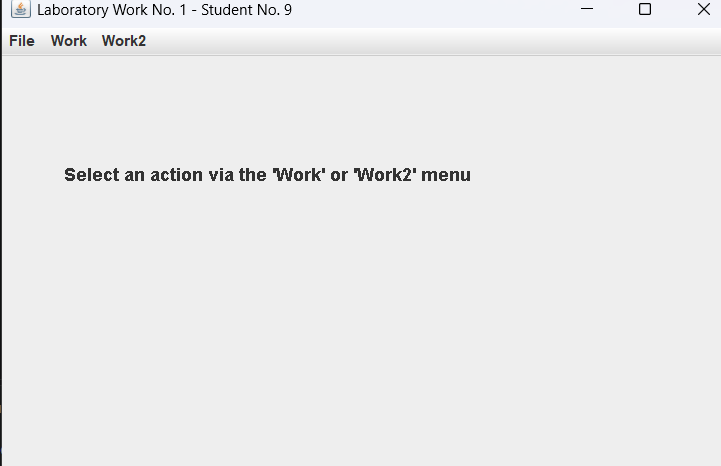 Laboratory Work No. 1 - Student No. 9
File Work Work2
Select an action via the 'Work' or 'Work2' menu